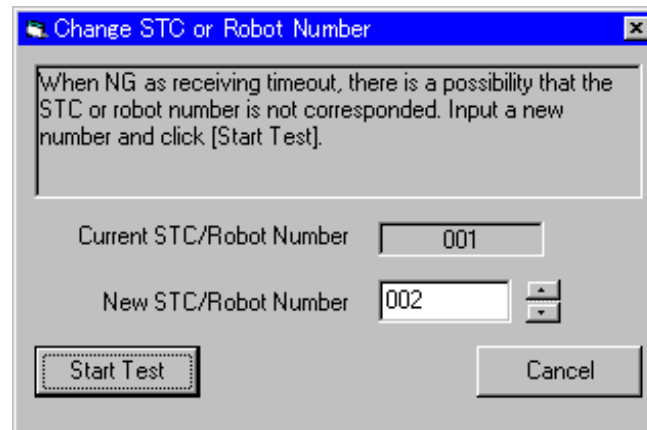 Change STC or Robot Number
When NG as receiving timeout, there is a possibility that the
STC or robot number is not corresponded. Input a new
number and click [Start Test].
Current STC/Robot Number 001
New STC/Robot Number 002
Start Test Cancel